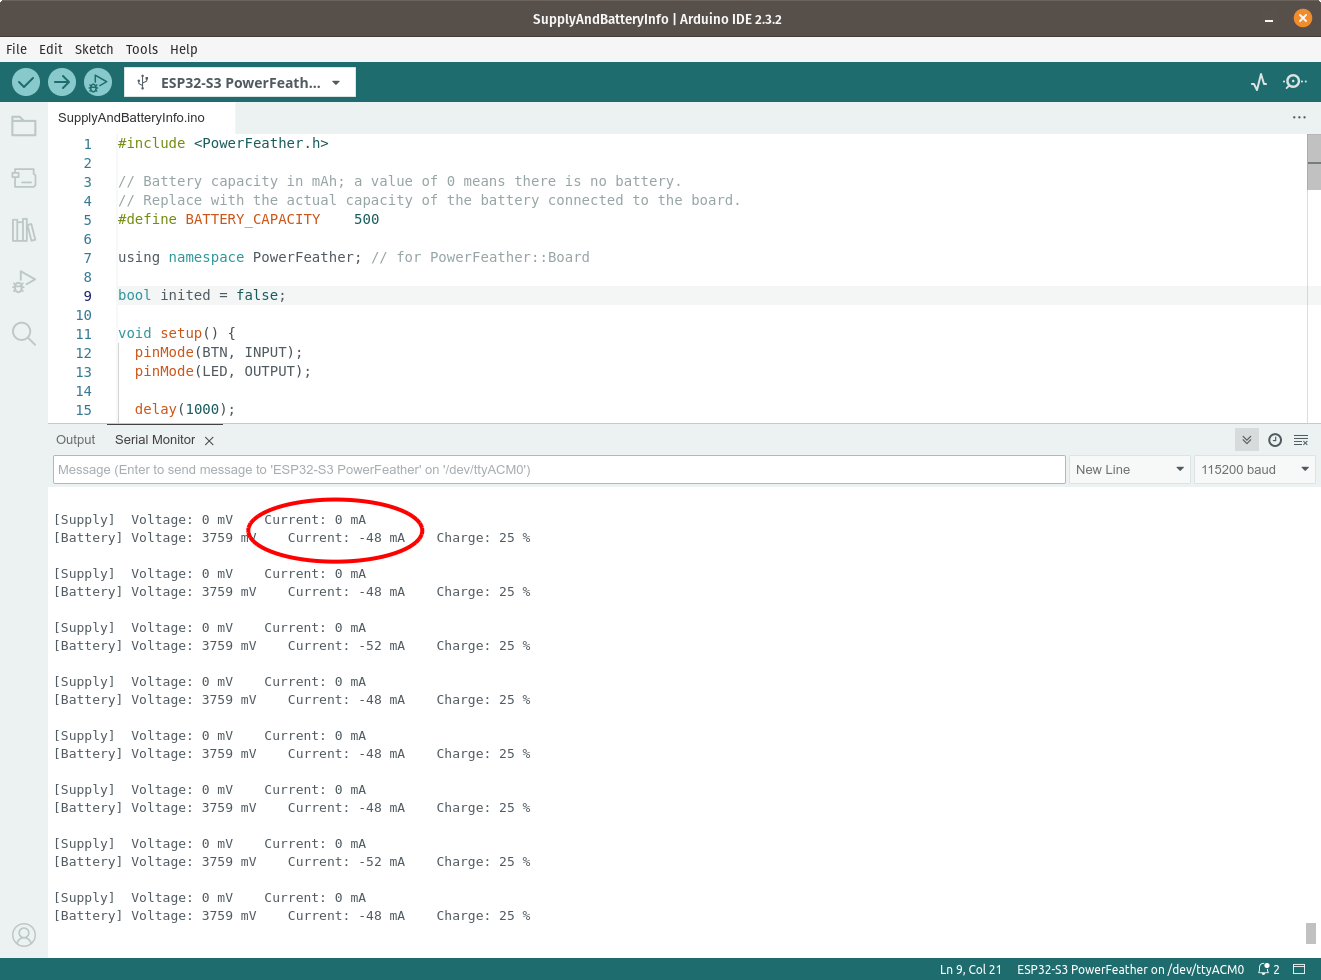 SupplyAndBatteryInfo | Arduino IDE 2.3.2
File Edit Sketch Tools Help
ESP32-S3 PowerFeath...
SupplyAndBatteryInfo.ino
1 #include <PowerFeather.h>
2
3 // Battery capacity in mAh; a value of 0 means there is no battery.
4 // Replace with the actual capacity of the battery connected to the board.
5 #define BATTERY_CAPACITY 500
6
7 using namespace PowerFeather; // for PowerFeather::Board
8
9 bool inited = false;
10
11 void setup() {
12 pinMode(BTN, INPUT);
13 pinMode(LED, OUTPUT);
14
15 delay(1000);
Output Serial Monitor
Message (Enter to send message to 'ESP32-S3 PowerFeather' on '/dev/ttyACM0') New Line 115200 baud
[Supply] Voltage: 0 mV Current: 0 mA
[Battery] Voltage: 3759 mV Current: -48 mA Charge: 25 %
[Supply] Voltage: 0 mV Current: 0 mA
[Battery] Voltage: 3759 mV Current: -48 mA Charge: 25 %
[Supply] Voltage: 0 mV Current: 0 mA
[Battery] Voltage: 3759 mV Current: -52 mA Charge: 25 %
[Supply] Voltage: 0 mV Current: 0 mA
[Battery] Voltage: 3759 mV Current: -48 mA Charge: 25 %
[Supply] Voltage: 0 mV Current: 0 mA
[Battery] Voltage: 3759 mV Current: -48 mA Charge: 25 %
[Supply] Voltage: 0 mV Current: 0 mA
[Battery] Voltage: 3759 mV Current: -48 mA Charge: 25 %
[Supply] Voltage: 0 mV Current: 0 mA
[Battery] Voltage: 3759 mV Current: -52 mA Charge: 25 %
[Supply] Voltage: 0 mV Current: 0 mA
[Battery] Voltage: 3759 mV Current: -48 mA Charge: 25 %
Ln 9, Col 21 ESP32-S3 PowerFeather on /dev/ttyACM0 2